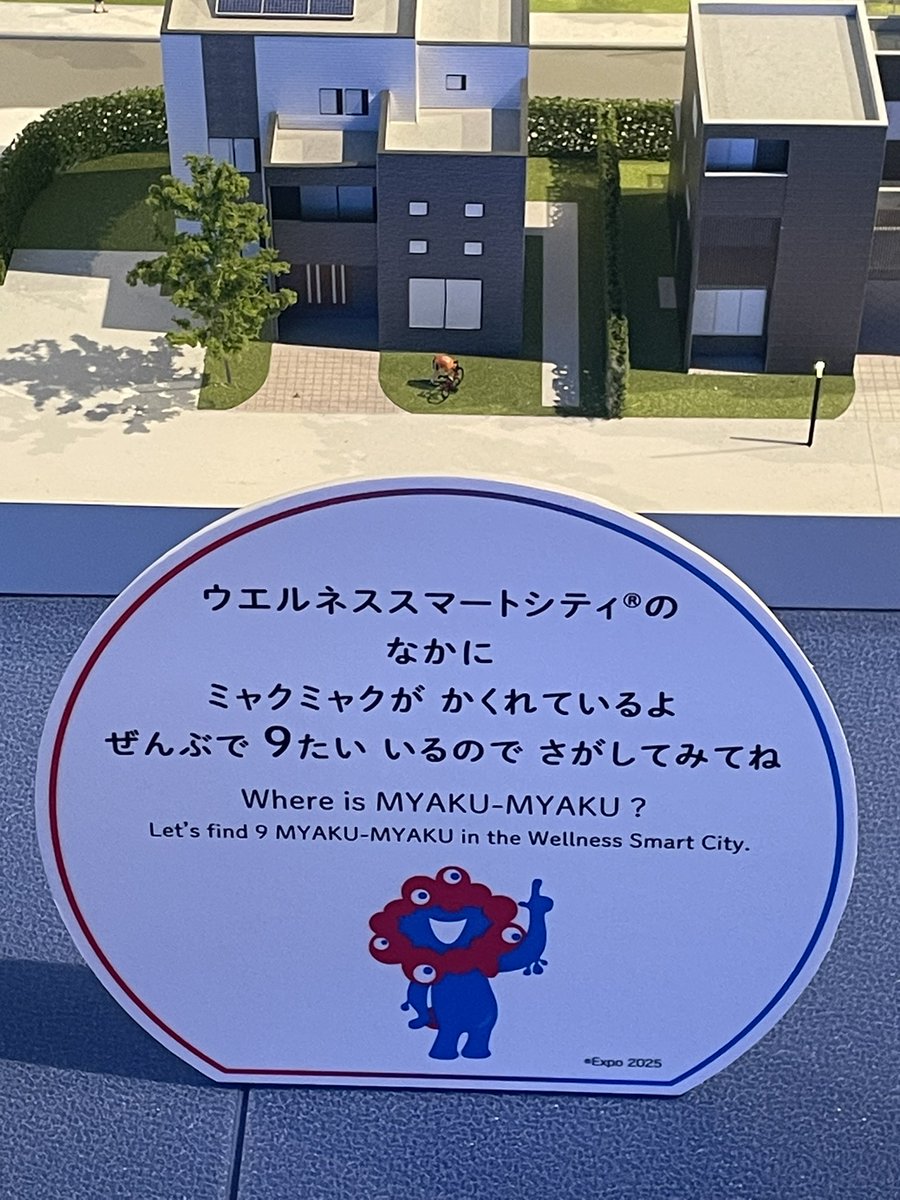 ウエルネススマートシティ®の
なかに
ミャクミャクが かくれているよ
ぜんぶで 9たい いるので さがしてみてね
Where is MYAKU-MYAKU ?
Let's find 9 MYAKU-MYAKU in the Wellness Smart City.
©Expo 2025